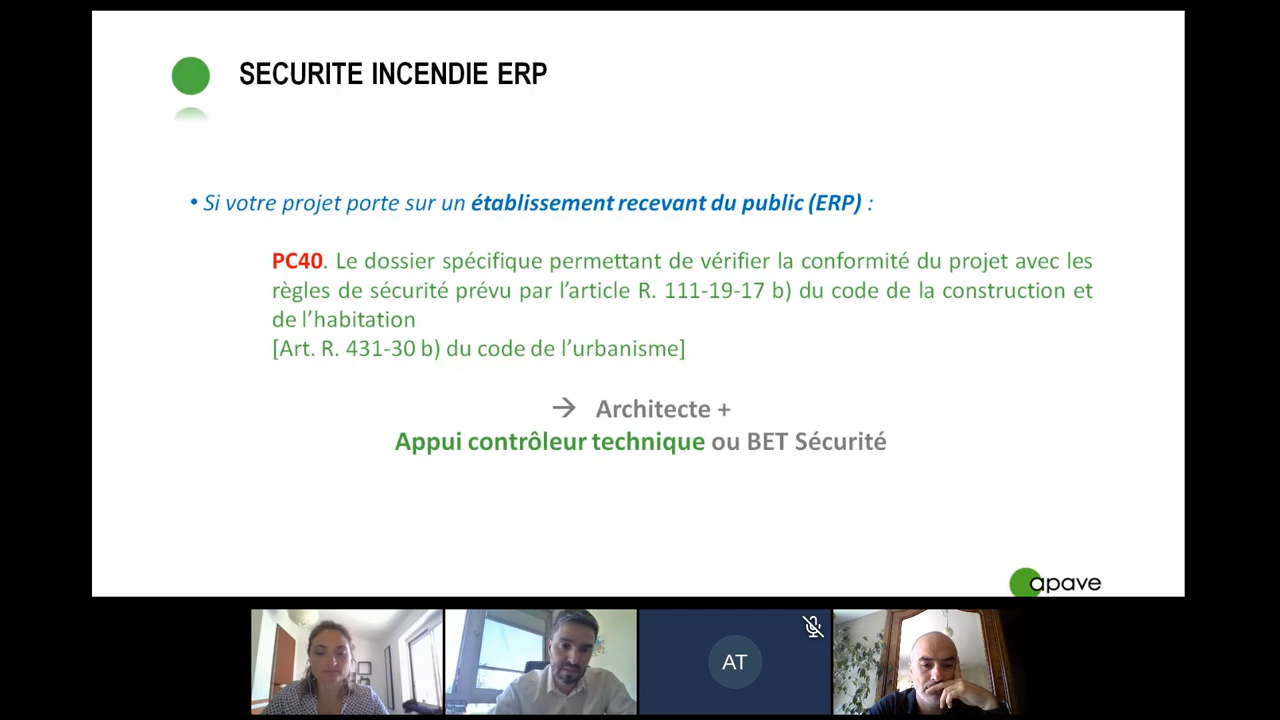 SECURITE INCENDIE ERP
• Si votre projet porte sur un établissement recevant du public (ERP) :
PC40. Le dossier spécifique permettant de vérifier la conformité du projet avec les
règles de sécurité prévu par l’article R. 111-19-17 b) du code de la construction et
de l’habitation
[Art. R. 431-30 b) du code de l’urbanisme]
→ Architecte +
Appui contrôleur technique ou BET Sécurité
apave
AT